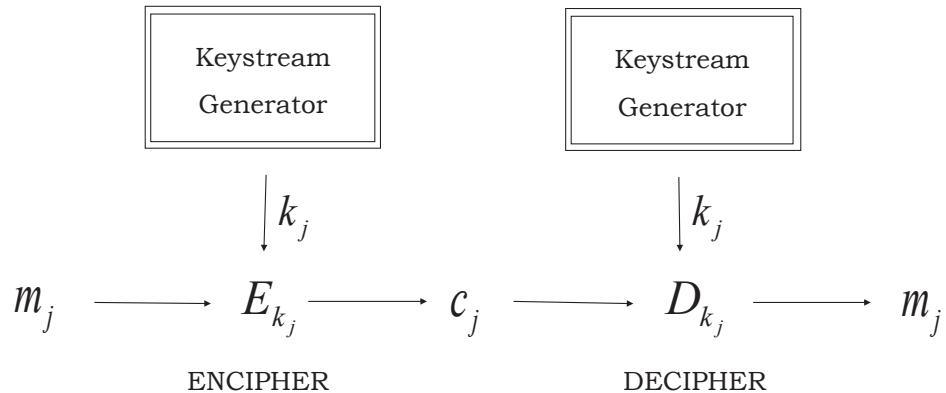 Keystream
Generator
Keystream
Generator
k_j
k_j
m_j
E_{k_j}
c_j
D_{k_j}
m_j
ENCIPHER
DECIPHER